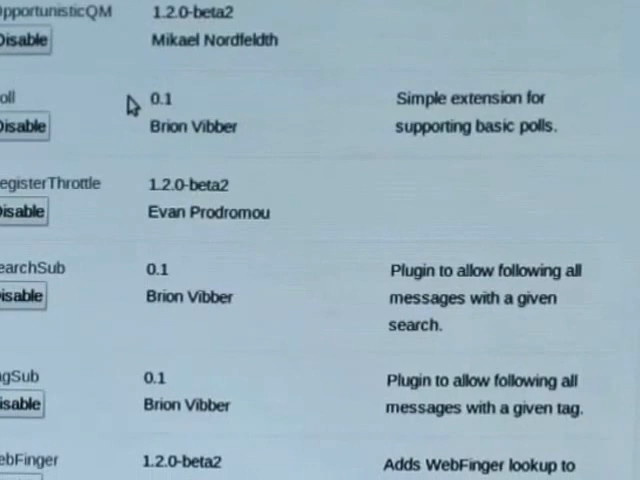 pportunisticQM 1.2.0-beta2
Disable Mikael Nordfeldth
oll 0.1 Simple extension for
Disable Brion Vibber supporting basic polls.
egisterThrottle 1.2.0-beta2
Disable Evan Prodromou
earchSub 0.1 Plugin to allow following all
isable Brion Vibber messages with a given
search.
gSub 0.1 Plugin to allow following all
isable Brion Vibber messages with a given tag.
ebFinger 1.2.0-beta2 Adds WebFinger lookup to